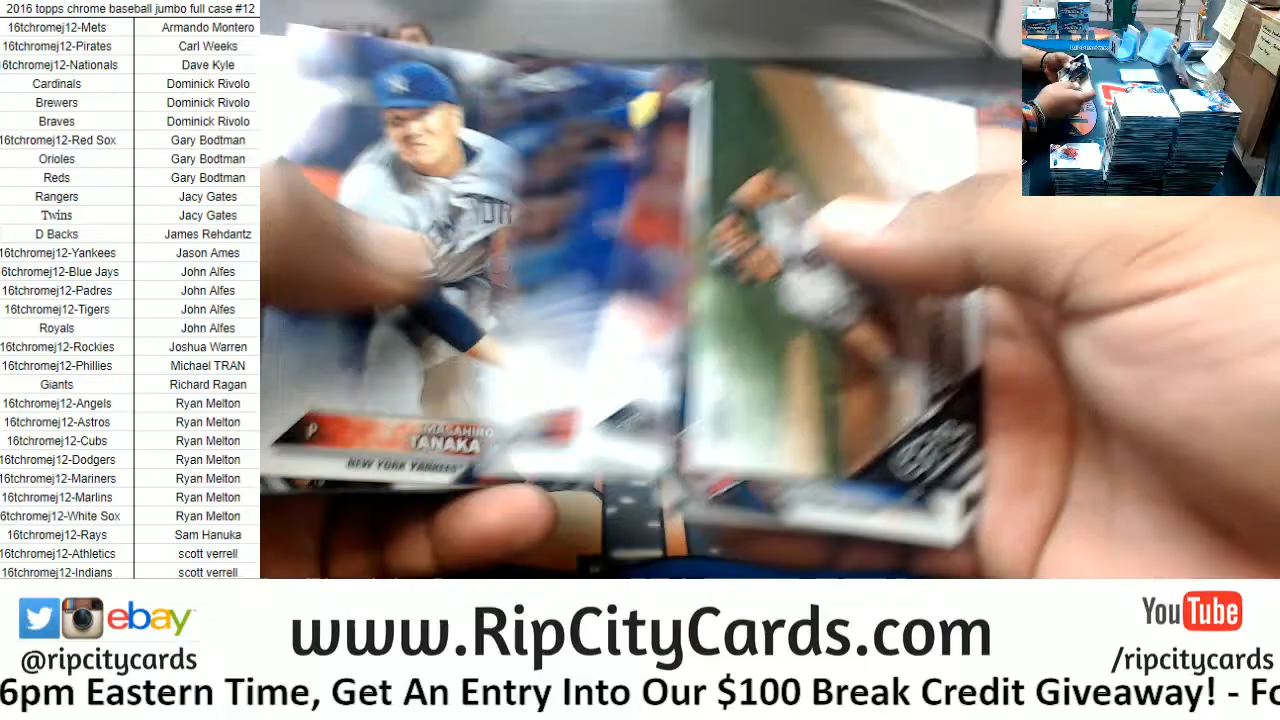 2016 topps chrome baseball jumbo full case #12
16tchromej12-Mets Armando Montero
16tchromej12-Pirates Carl Weeks
6tchromej12-Nationals Dave Kyle
Cardinals Dominick Rivolo
Brewers Dominick Rivolo
Braves Dominick Rivolo
16tchromej12-Red Sox Gary Bodtman
Orioles Gary Bodtman
Reds Gary Bodtman
Rangers Jacy Gates
Twins Jacy Gates
D Backs James Rehdantz
16tchromej12-Yankees Jason Ames
6tchromej12-Blue Jays John Alfes
16tchromej12-Padres John Alfes
16tchromej12-Tigers John Alfes
Royals John Alfes
16tchromej12-Rockies Joshua Warren
16tchromej12-Phillies Michael TRAN
Giants Richard Ragan
16tchromej12-Angels Ryan Melton
16tchromej12-Astros Ryan Melton
16tchromej12-Cubs Ryan Melton
16tchromej12-Dodgers Ryan Melton
16tchromej12-Mariners Ryan Melton
16tchromej12-Marlins Ryan Melton
6tchromej12-White Sox Ryan Melton
16tchromej12-Rays Sam Hanuka
16tchromej12-Athletics scott verrell
16tchromej12-Indians scott verrell
P MASAHIRO
TANAKA
NEW YORK YANKEES
ebay
@ripcitycards
www.RipCityCards.com
YouTube
/ripcitycards
6pm Eastern Time, Get An Entry Into Our $100 Break Credit Giveaway! - Fo